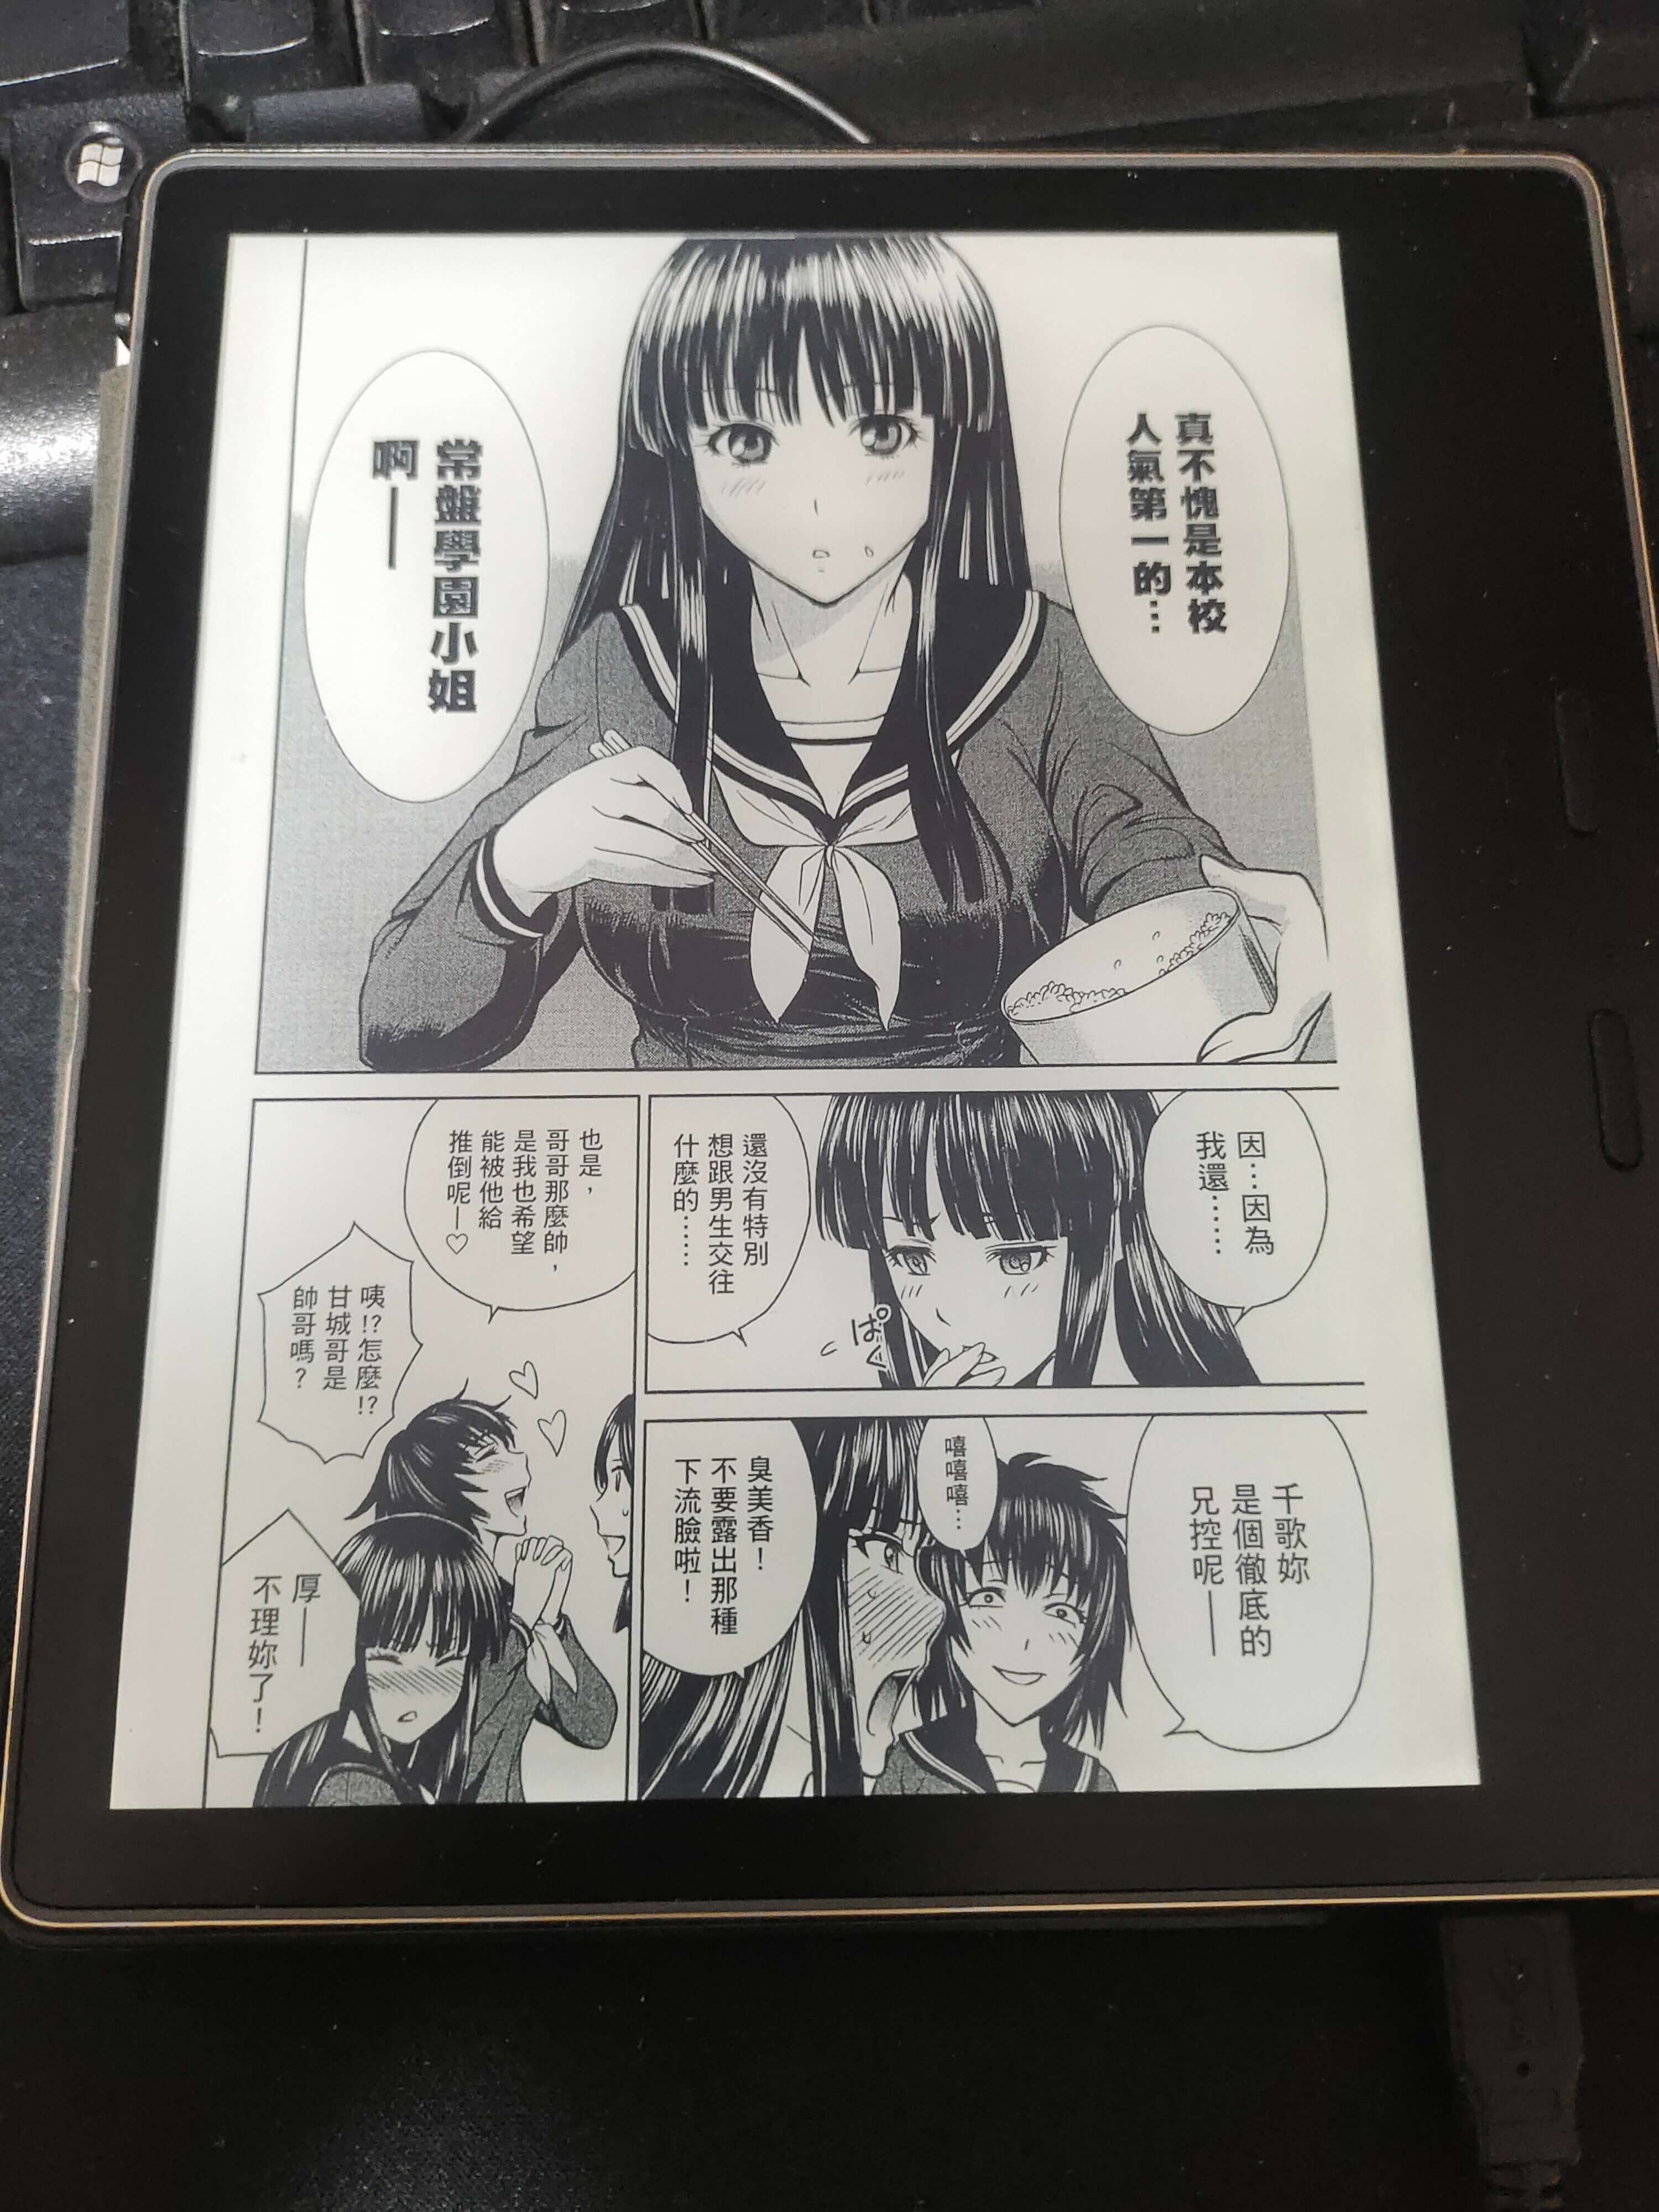 真不愧是本校
人氣第一的…
常盤學園小姐
啊——
因…因為
我還……
還沒有特別
想跟男生交往
什麼的……
ぱく
千歌妳
是個徹底的
兄控呢——
嘻嘻嘻…
臭美香！
不要露出那種
下流臉啦！
也是，
哥哥那麼帥，
是我也希望
能被他給
推倒呢—♡
咦!?怎麼!?
甘城哥是
帥哥嗎？
厚——
不理妳了！